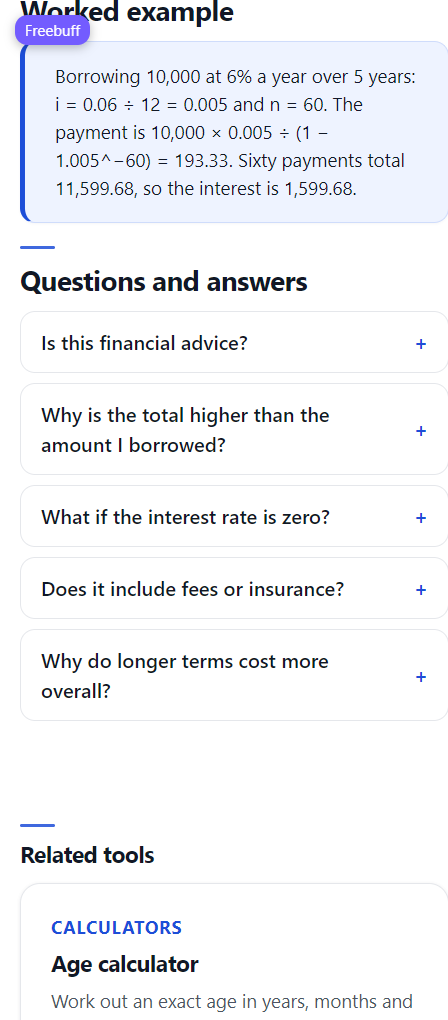 Worked example
Freebuff
Borrowing 10,000 at 6% a year over 5 years:
i = 0.06 ÷ 12 = 0.005 and n = 60. The
payment is 10,000 × 0.005 ÷ (1 −
1.005^−60) = 193.33. Sixty payments total
11,599.68, so the interest is 1,599.68.
Questions and answers
Is this financial advice?
+
Why is the total higher than the
amount I borrowed?
+
What if the interest rate is zero?
+
Does it include fees or insurance?
+
Why do longer terms cost more
overall?
+
Related tools
CALCULATORS
Age calculator
Work out an exact age in years, months and